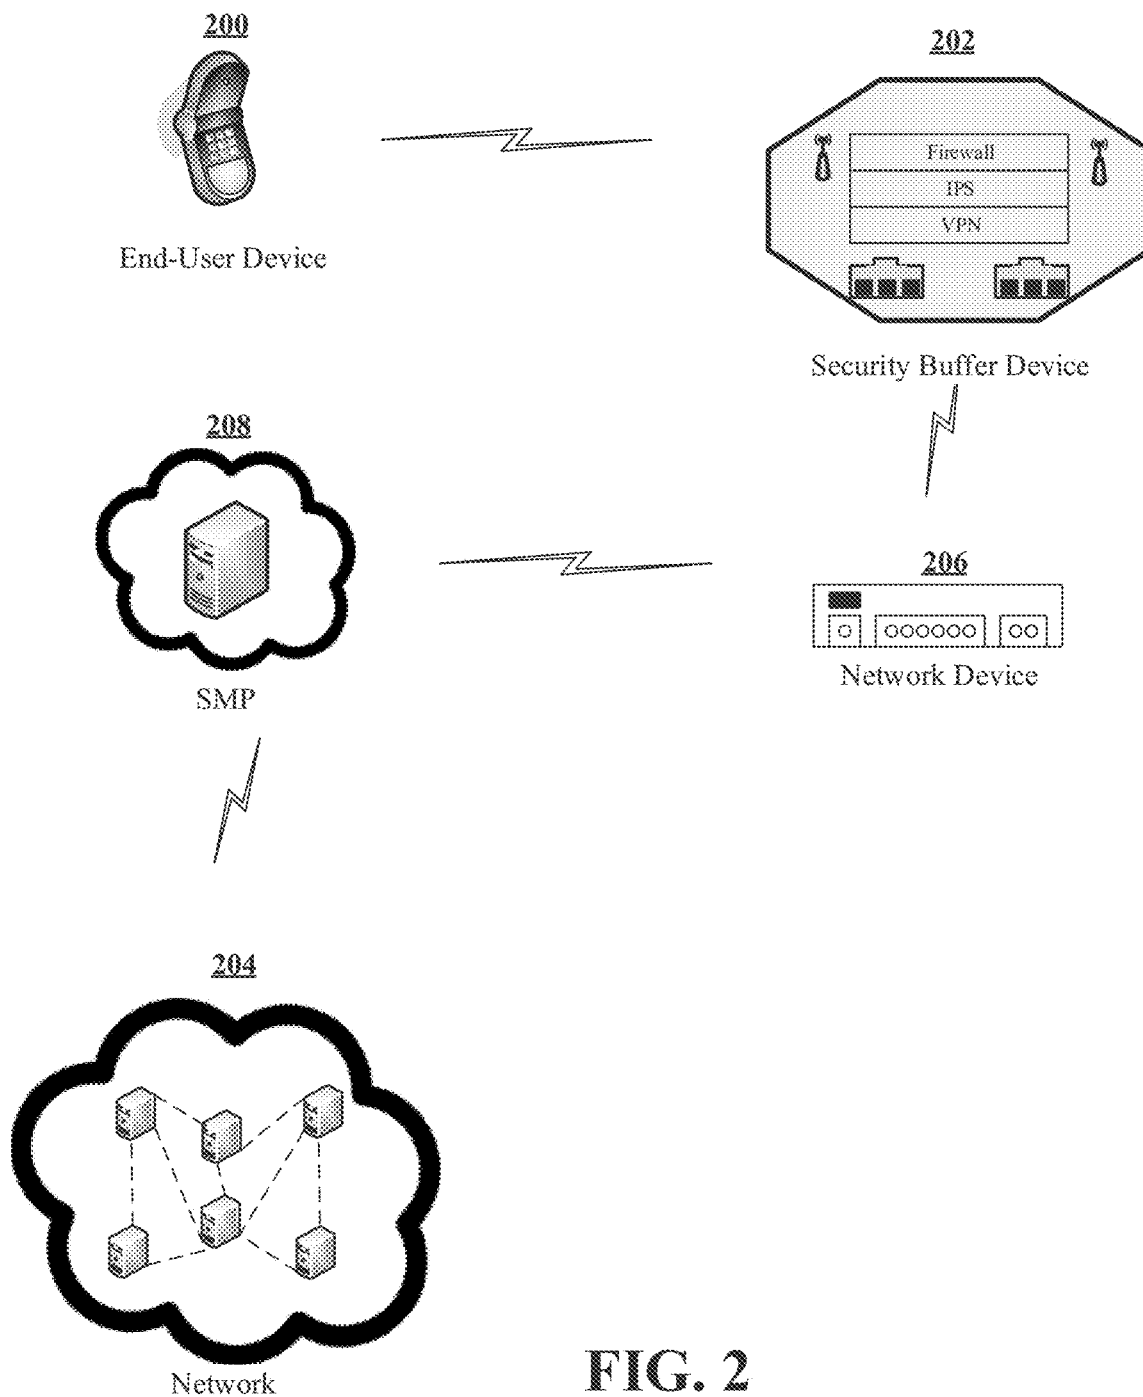 200
202
Firewall
IPS
VPN
End-User Device
Security Buffer Device
208
206
SMP
Network Device
204
Network
FIG. 2